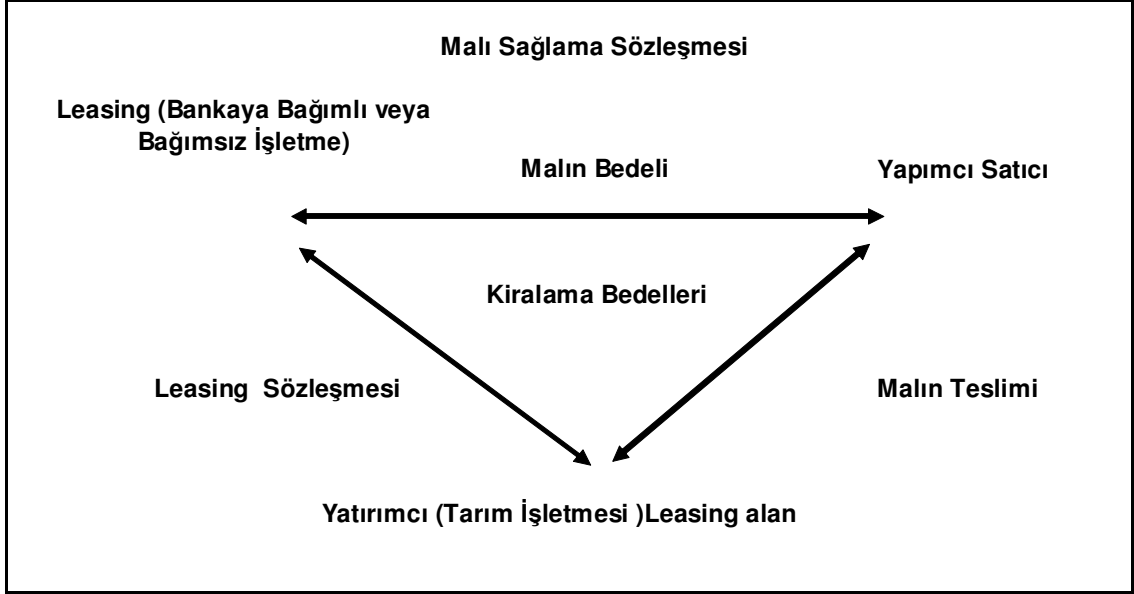 Malı Sağlama Sözleşmesi
Leasing (Bankaya Bağımlı veya
Bağımsız İşletme)
Malın Bedeli
Yapımcı Satıcı
Kiralama Bedelleri
Leasing  Sözleşmesi
Malın Teslimi
Yatırımcı (Tarım İşletmesi )Leasing alan